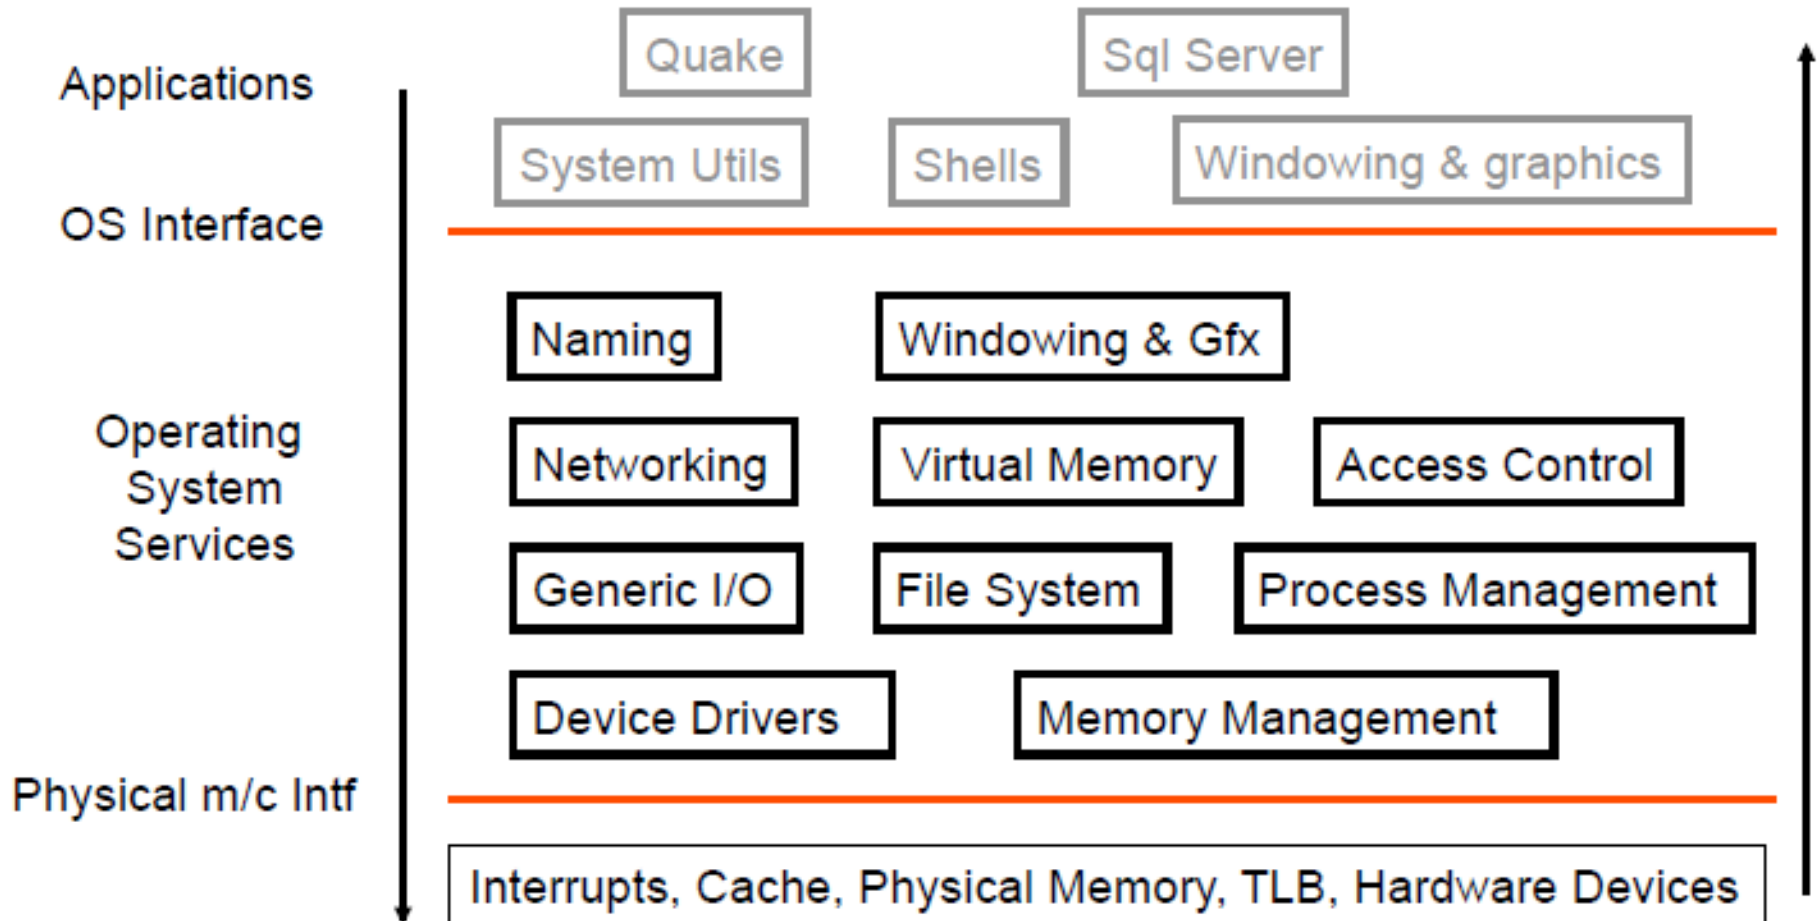 Applications
Quake
Sql Server
System Utils
Shells
Windowing & graphics
OS Interface
Naming
Windowing & Gfx
Operating
System
Services
Networking
Virtual Memory
Access Control
Generic I/O
File System
Process Management
Device Drivers
Memory Management
Physical m/c Intf
Interrupts, Cache, Physical Memory, TLB, Hardware Devices